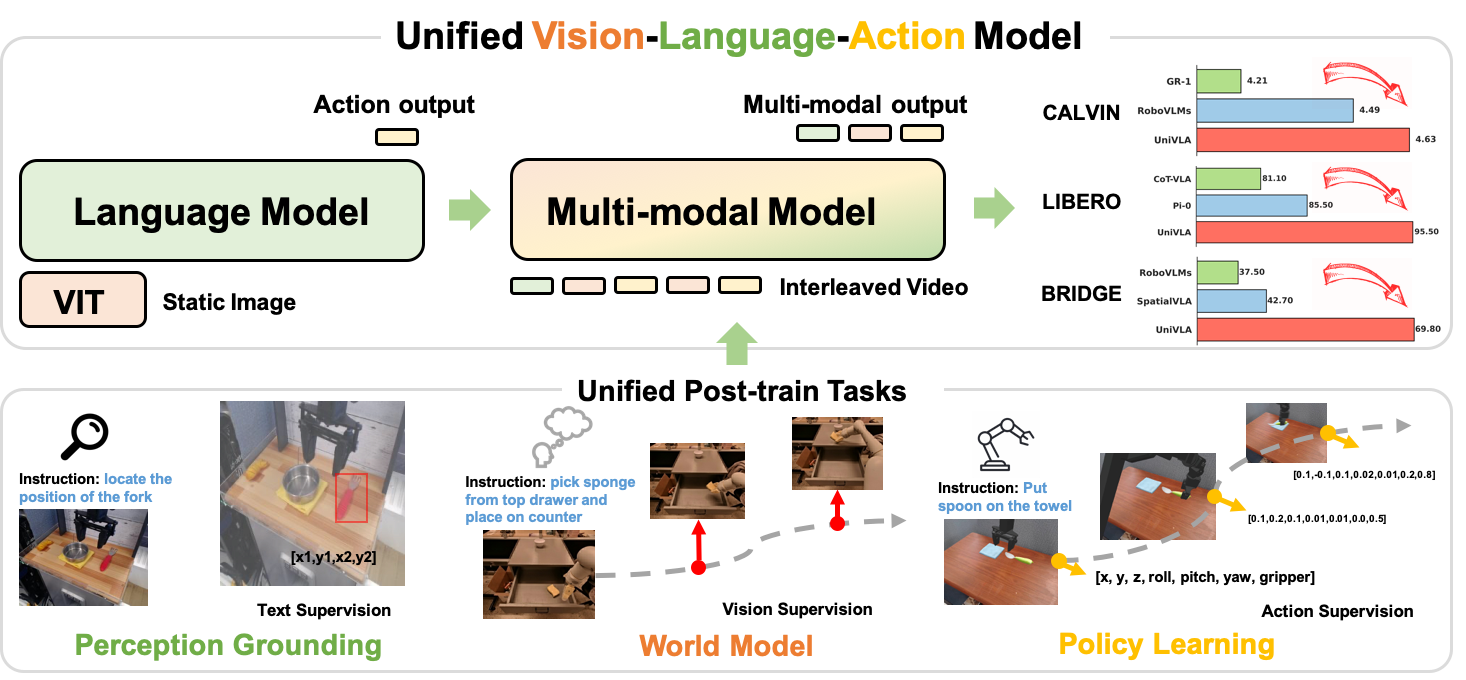 Unified Vision-Language-Action Model
Action output
Multi-modal output
Language Model
Multi-modal Model
VIT
Static Image
Interleaved Video
CALVIN
GR-1
4.21
RoboVLMs
4.49
UniVLA
4.63
LIBERO
CoT-VLA
81.10
Pi-0
85.50
UniVLA
95.50
BRIDGE
RoboVLMs
37.50
SpatialVLA
42.70
UniVLA
69.80
Unified Post-train Tasks
Instruction: locate the
position of the fork
[x1,y1,x2,y2]
Text Supervision
Perception Grounding
Instruction: pick sponge
from top drawer and
place on counter
Vision Supervision
World Model
Instruction: Put
spoon on the towel
[0.1,-0.1,0.1,0.02,0.01,0.2,0.8]
[0.1,0.2,0.1,0.01,0.01,0.0,0.5]
[x, y, z, roll, pitch, yaw, gripper]
Action Supervision
Policy Learning